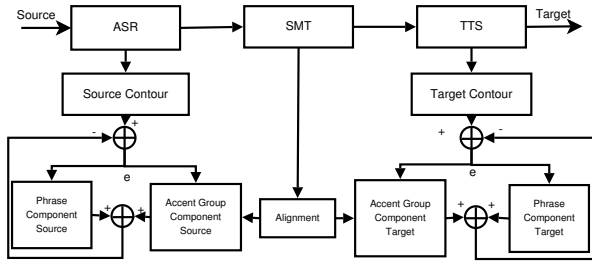 Source
ASR
SMT
TTS
Target
Source Contour
Target Contour
-
+
+
-
e
e
Phrase
Component
Source
+
+
Accent Group
Component
Source
Alignment
Accent Group
Component
Target
+
+
Phrase
Component
Target